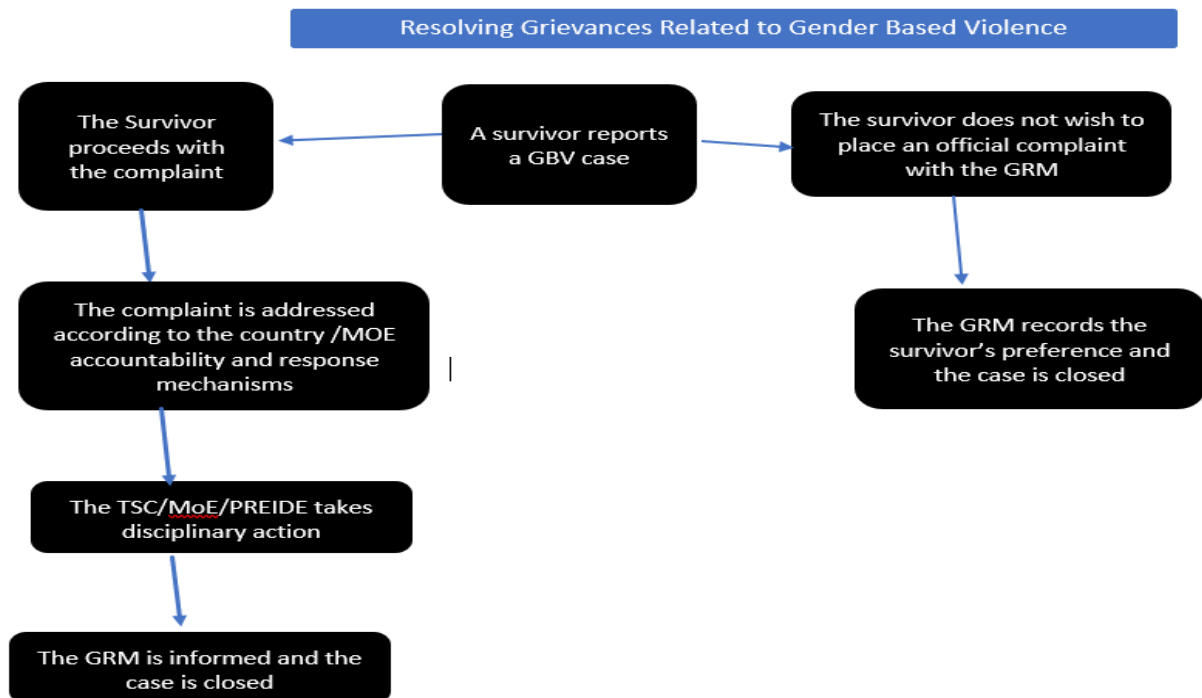 Resolving Grievances Related to Gender Based Violence
The Survivor
proceeds with
the complaint
A survivor reports
a GBV case
The survivor does not wish to
place an official complaint
with the GRM
The complaint is addressed
according to the country /MOE
accountability and response
mechanisms
The GRM records the
survivor’s preference and
the case is closed
The TSC/MoE/PREIDE takes
disciplinary action
The GRM is informed and the
case is closed